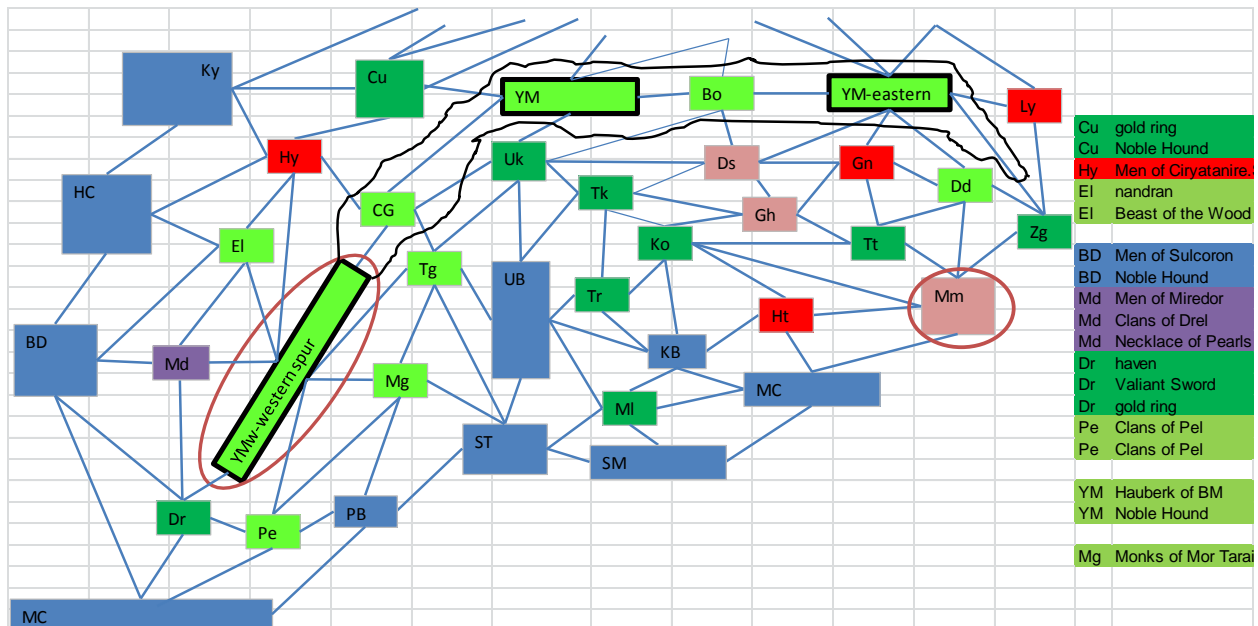 Ky
Cu
YM
Bo
YM-eastern
Ly
Hy
Uk
Ds
Gn
HC
CG
Tk
Dd
Gh
El
Ko
Tt
Zg
Tg
UB
Tr
Mm
Ht
BD
Md
YMw-western spur
KB
Mg
MC
Ml
ST
SM
Dr
PB
Pe
MC
Cu gold ring
Cu Noble Hound
Hy Men of Ciryatanire.
El nandran
El Beast of the Wood
BD Men of Sulcoron
BD Noble Hound
Md Men of Miredor
Md Clans of Drel
Md Necklace of Pearls
Dr haven
Dr Valiant Sword
Dr gold ring
Pe Clans of Pel
Pe Clans of Pel
YM Hauberk of BM
YM Noble Hound
Mg Monks of Mor Tarai